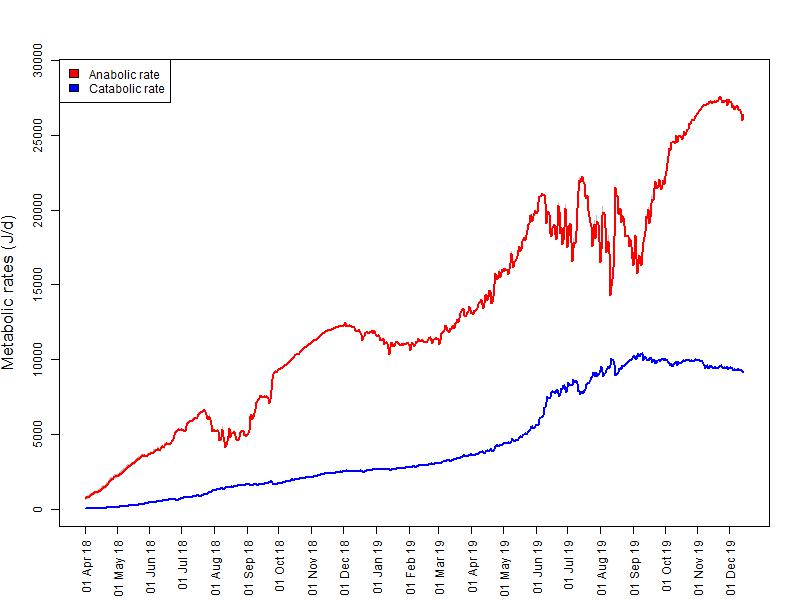 Anabolic rate
Catabolic rate
Metabolic rates (J/d)
30000
25000
20000
15000
10000
5000
0
01 Apr 18
01 May 18
01 Jun 18
01 Jul 18
01 Aug 18
01 Sep 18
01 Oct 18
01 Nov 18
01 Dec 18
01 Jan 19
01 Feb 19
01 Mar 19
01 Apr 19
01 May 19
01 Jun 19
01 Jul 19
01 Aug 19
01 Sep 19
01 Oct 19
01 Nov 19
01 Dec 19